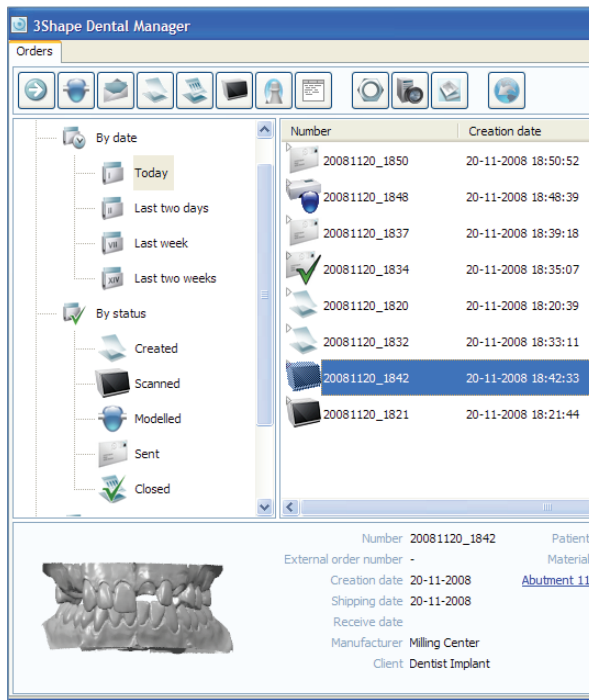 3Shape Dental Manager
Orders
By date
Today
Last two days
Last week
Last two weeks
By status
Created
Scanned
Modelled
Sent
Closed
Number Creation date
20081120_1850 20-11-2008 18:50:52
20081120_1848 20-11-2008 18:48:39
20081120_1837 20-11-2008 18:39:18
20081120_1834 20-11-2008 18:35:07
20081120_1820 20-11-2008 18:20:39
20081120_1832 20-11-2008 18:33:11
20081120_1842 20-11-2008 18:42:33
20081120_1821 20-11-2008 18:21:44
Number 20081120_1842 Patient
External order number - Material
Creation date 20-11-2008 Abutment 11
Shipping date 20-11-2008
Receive date
Manufacturer Milling Center
Client Dentist Implant